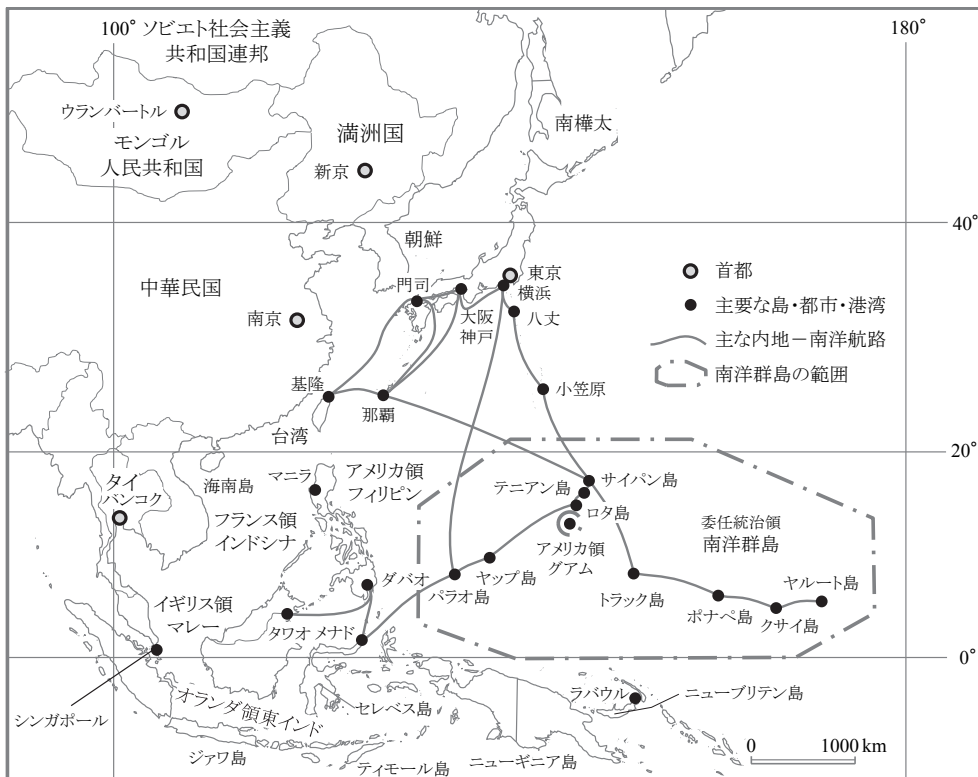 100°
ソビエト社会主義
共和国連邦
180°
ウランバートル
モンゴル
人民共和国
満洲国
新京
南樺太
40°
朝鮮
中華民国
南京
門司
大阪
神戸
東京
横浜
八丈
首都
主要な島・都市・港湾
主な内地－南洋航路
南洋群島の範囲
基隆
那覇
小笠原
台湾
20°
タイ
バンコク
海南島
マニラ
アメリカ領
フィリピン
フランス領
インドシナ
テニアン島
サイパン島
ロタ島
アメリカ領
グアム
委任統治領
南洋群島
ダバオ
パラオ島
ヤップ島
トラック島
ポナペ島
クサイ島
ヤルート島
イギリス領
マレー
タワオ
メナド
0°
シンガポール
オランダ領東インド
セレベス島
ラバウル
ニューブリテン島
ジャワ島
ティモール島
ニューギニア島
0
1000 km